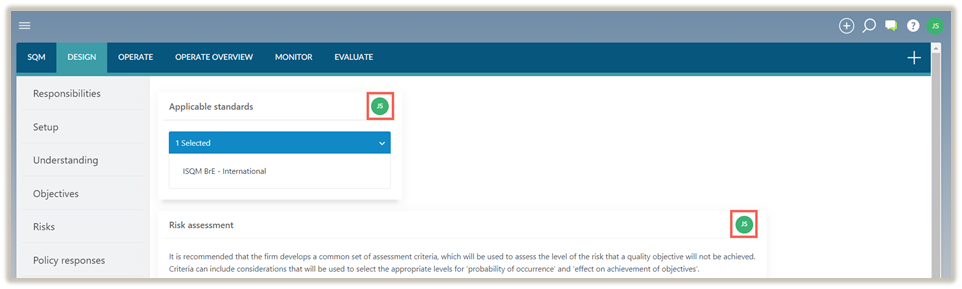 JS
SQM DESIGN OPERATE OPERATE OVERVIEW MONITOR EVALUATE
Responsibilities
Setup
Understanding
Objectives
Risks
Policy responses
Applicable standards JS
1 Selected
ISQM BrE - International
Risk assessment JS
It is recommended that the firm develops a common set of assessment criteria, which will be used to assess the level of the risk that a quality objective will not be achieved.
Criteria can include considerations that will be used to select the appropriate levels for 'probability of occurrence' and 'effect on achievement of objectives'.